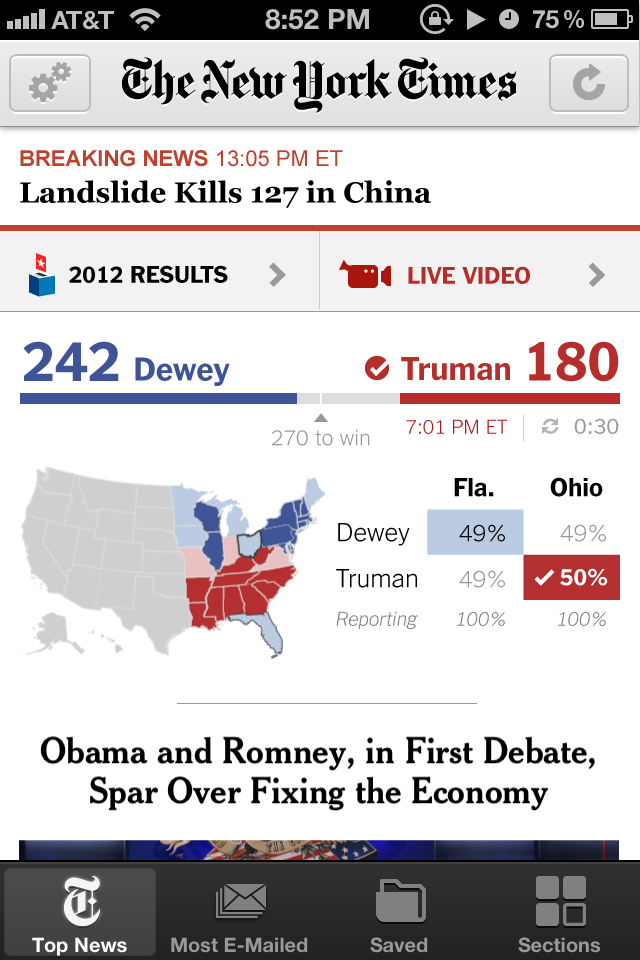 AT&T 8:52 PM 75%
The New York Times
BREAKING NEWS 13:05 PM ET
Landslide Kills 127 in China
2012 RESULTS LIVE VIDEO
242 Dewey Truman 180
270 to win 7:01 PM ET 0:30
Fla. Ohio
Dewey 49% 49%
Truman 49% 50%
Reporting 100% 100%
Obama and Romney, in First Debate,
Spar Over Fixing the Economy
T
Top News Most E-Mailed Saved Sections